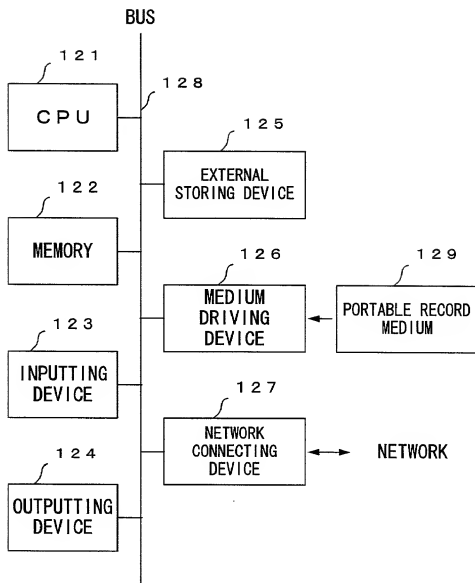 BUS
121
CPU
128
125
EXTERNAL
STORING DEVICE
122
MEMORY
126
MEDIUM
DRIVING
DEVICE
129
PORTABLE RECORD
MEDIUM
123
INPUTTING
DEVICE
127
NETWORK
CONNECTING
DEVICE
NETWORK
124
OUTPUTTING
DEVICE